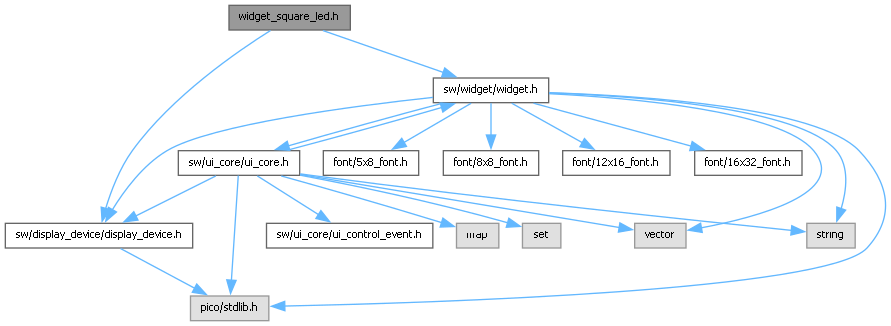 widget_square_led.h
sw/widget/widget.h
sw/ui_core/ui_core.h
font/5x8_font.h
font/8x8_font.h
font/12x16_font.h
font/16x32_font.h
sw/display_device/display_device.h
sw/ui_core/ui_control_event.h
map
set
vector
string
pico/stdlib.h